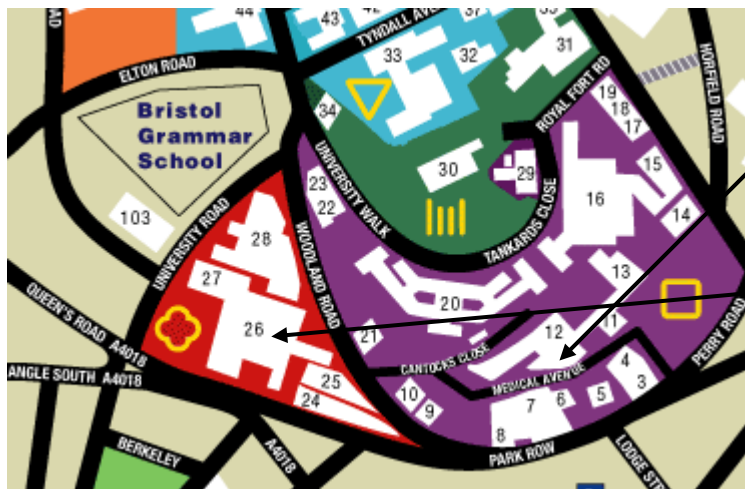 44
43
42
37
33
TYNDALL AVE
ROAD
ELTON ROAD
33
32
31
34
HORFIELD ROAD
ROYAL FORT RD
19
18
17
Bristol
Grammar
School
UNIVERSITY WALK
30
29
TANKARDS CLOSE
16
15
14
23
22
103
UNIVERSITY ROAD
28
27
WOODLAND ROAD
13
20
26
QUEEN'S ROAD A4018
21
12
11
PERRY ROAD
CANTOCKS CLOSE
MEDICAL AVENUE
ANGLE SOUTH A4018
25
24
10
9
8
7
6
5
4
3
BERKELEY
A4018
PARK ROW
LODGE STR